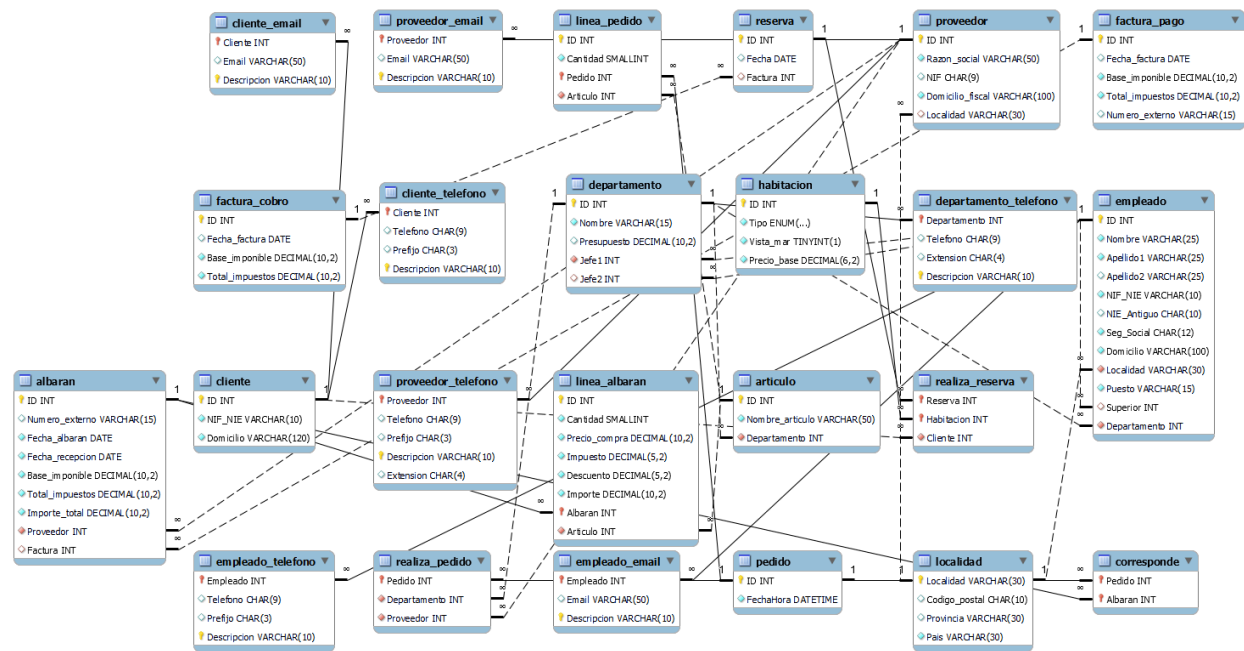 cliente_email
Cliente INT
Email VARCHAR(50)
Descripcion VARCHAR(10)
proveedor_email
Proveedor INT
Email VARCHAR(50)
Descripcion VARCHAR(10)
linea_pedido
ID INT
Cantidad SMALLINT
Pedido INT
Articulo INT
reserva
ID INT
Fecha DATE
Factura INT
proveedor
ID INT
Razon_social VARCHAR(50)
NIF CHAR(9)
Domicilio_fiscal VARCHAR(100)
Localidad VARCHAR(30)
factura_pago
ID INT
Fecha_factura DATE
Base_imponible DECIMAL(10,2)
Total_impuestos DECIMAL(10,2)
Numero_externo VARCHAR(15)
factura_cobro
ID INT
Fecha_factura DATE
Base_imponible DECIMAL(10,2)
Total_impuestos DECIMAL(10,2)
cliente_telefono
Cliente INT
Telefono CHAR(9)
Prefijo CHAR(3)
Descripcion VARCHAR(10)
departamento
ID INT
Nombre VARCHAR(15)
Presupuesto DECIMAL(10,2)
Jefe1 INT
Jefe2 INT
habitacion
ID INT
Tipo ENUM(...)
Vista_mar TINYINT(1)
Precio_base DECIMAL(6,2)
departamento_telefono
Departamento INT
Telefono CHAR(9)
Extension CHAR(4)
Descripcion VARCHAR(10)
empleado
ID INT
Nombre VARCHAR(25)
Apellido1 VARCHAR(25)
Apellido2 VARCHAR(25)
NIF_NIE VARCHAR(10)
NIE_Antiguo CHAR(10)
Seg_Social CHAR(12)
Domicilio VARCHAR(100)
Localidad VARCHAR(30)
Puesto VARCHAR(15)
Superior INT
Departamento INT
albaran
ID INT
Numero_externo VARCHAR(15)
Fecha_albaran DATE
Fecha_recepcion DATE
Base_imponible DECIMAL(10,2)
Total_impuestos DECIMAL(10,2)
Importe_total DECIMAL(10,2)
Proveedor INT
Factura INT
cliente
ID INT
NIF_NIE VARCHAR(10)
Domicilio VARCHAR(120)
proveedor_telefono
Proveedor INT
Telefono CHAR(9)
Prefijo CHAR(3)
Descripcion VARCHAR(10)
Extension CHAR(4)
linea_albaran
ID INT
Cantidad SMALLINT
Precio_compra DECIMAL(10,2)
Impuesto DECIMAL(5,2)
Descuento DECIMAL(5,2)
Importe DECIMAL(10,2)
Albaran INT
Articulo INT
articulo
ID INT
Nombre_articulo VARCHAR(50)
Departamento INT
realiza_reserva
Reserva INT
Habitacion INT
Cliente INT
empleado_telefono
Empleado INT
Telefono CHAR(9)
Prefijo CHAR(3)
Descripcion VARCHAR(10)
realiza_pedido
Pedido INT
Departamento INT
Proveedor INT
empleado_email
Empleado INT
Email VARCHAR(50)
Descripcion VARCHAR(10)
pedido
ID INT
FechaHora DATETIME
localidad
Localidad VARCHAR(30)
Codigo_postal CHAR(10)
Provincia VARCHAR(30)
Pais VARCHAR(30)
corresponde
Pedido INT
Albaran INT